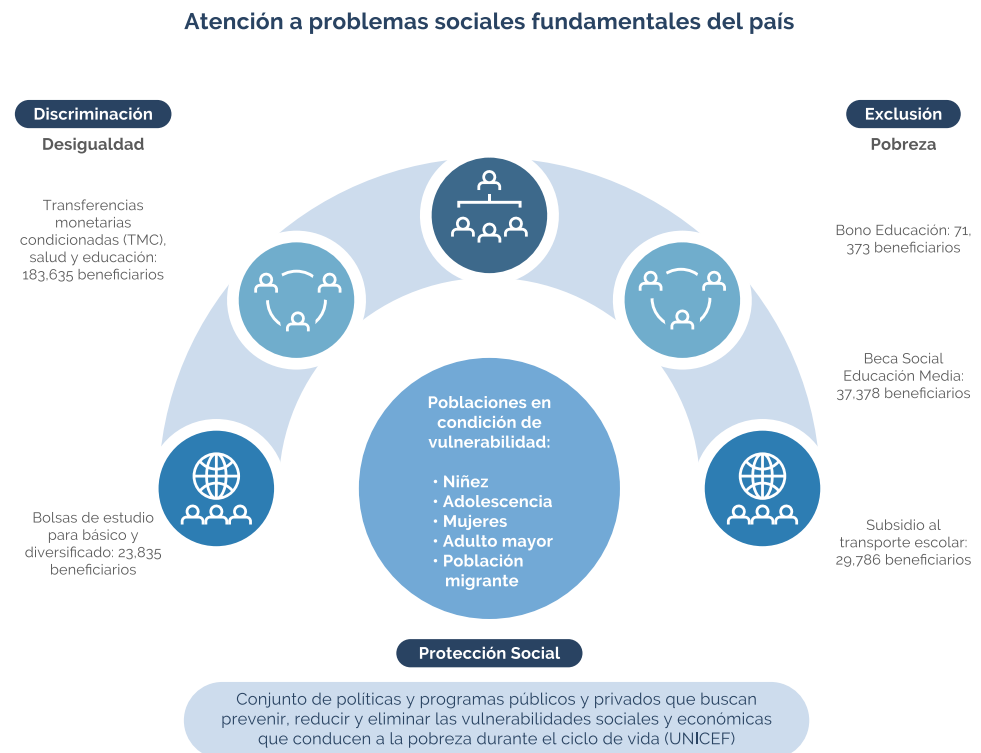 Atención a problemas sociales fundamentales del país
Discriminación
Desigualdad
Transferencias
monetarias
condicionadas (TMC),
salud y educación:
183,635 beneficiarios
Bolsas de estudio
para básico y
diversificado: 23,835
beneficiarios
Exclusión
Pobreza
Bono Educación: 71,
373 beneficiarios
Beca Social
Educación Media:
37,378 beneficiarios
Subsidio al
transporte escolar:
29,786 beneficiarios
Poblaciones en
condición de
vulnerabilidad:
• Niñez
• Adolescencia
• Mujeres
• Adulto mayor
• Población
migrante
Protección Social
Conjunto de políticas y programas públicos y privados que buscan
prevenir, reducir y eliminar las vulnerabilidades sociales y económicas
que conducen a la pobreza durante el ciclo de vida (UNICEF)